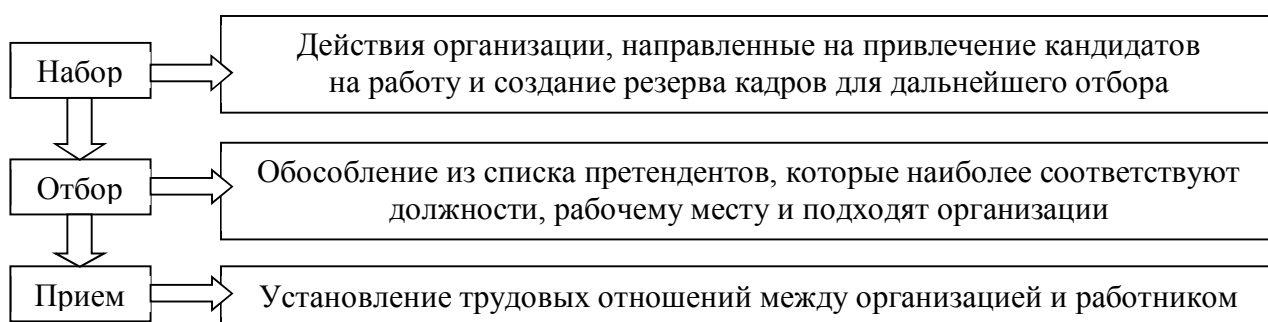 Набор
Действия организации, направленные на привлечение кандидатов
на работу и создание резерва кадров для дальнейшего отбора
Отбор
Обособление из списка претендентов, которые наиболее соответствуют
должности, рабочему месту и подходят организации
Прием
Установление трудовых отношений между организацией и работником